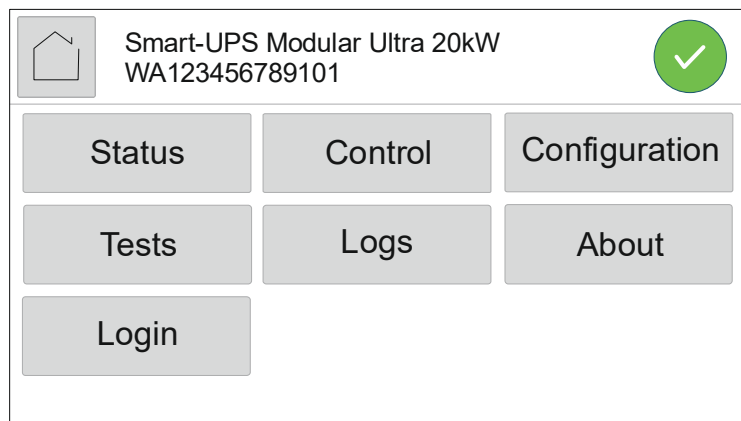 Smart-UPS Modular Ultra 20kW
WA123456789101
Status
Control
Configuration
Tests
Logs
About
Login